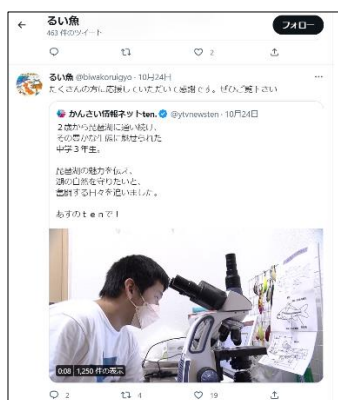 るい魚
463 件のツイート
フォロー
2
るい魚 @biwakoruigyo · 10月24日
たくさんの方に応援していただいて感謝です。ぜひご覧下さい
かんさい情報ネットten. @ytvnewsten · 10月24日
２歳から琵琶湖に通い続け、
その豊かな生態に魅せられた
中学３年生。
琵琶湖の魅力を伝え、
湖の自然を守りたいと、
奮闘する日々を追いました。
あすのｔｅｎで！
0:08 1,250 件の表示
2 4 19